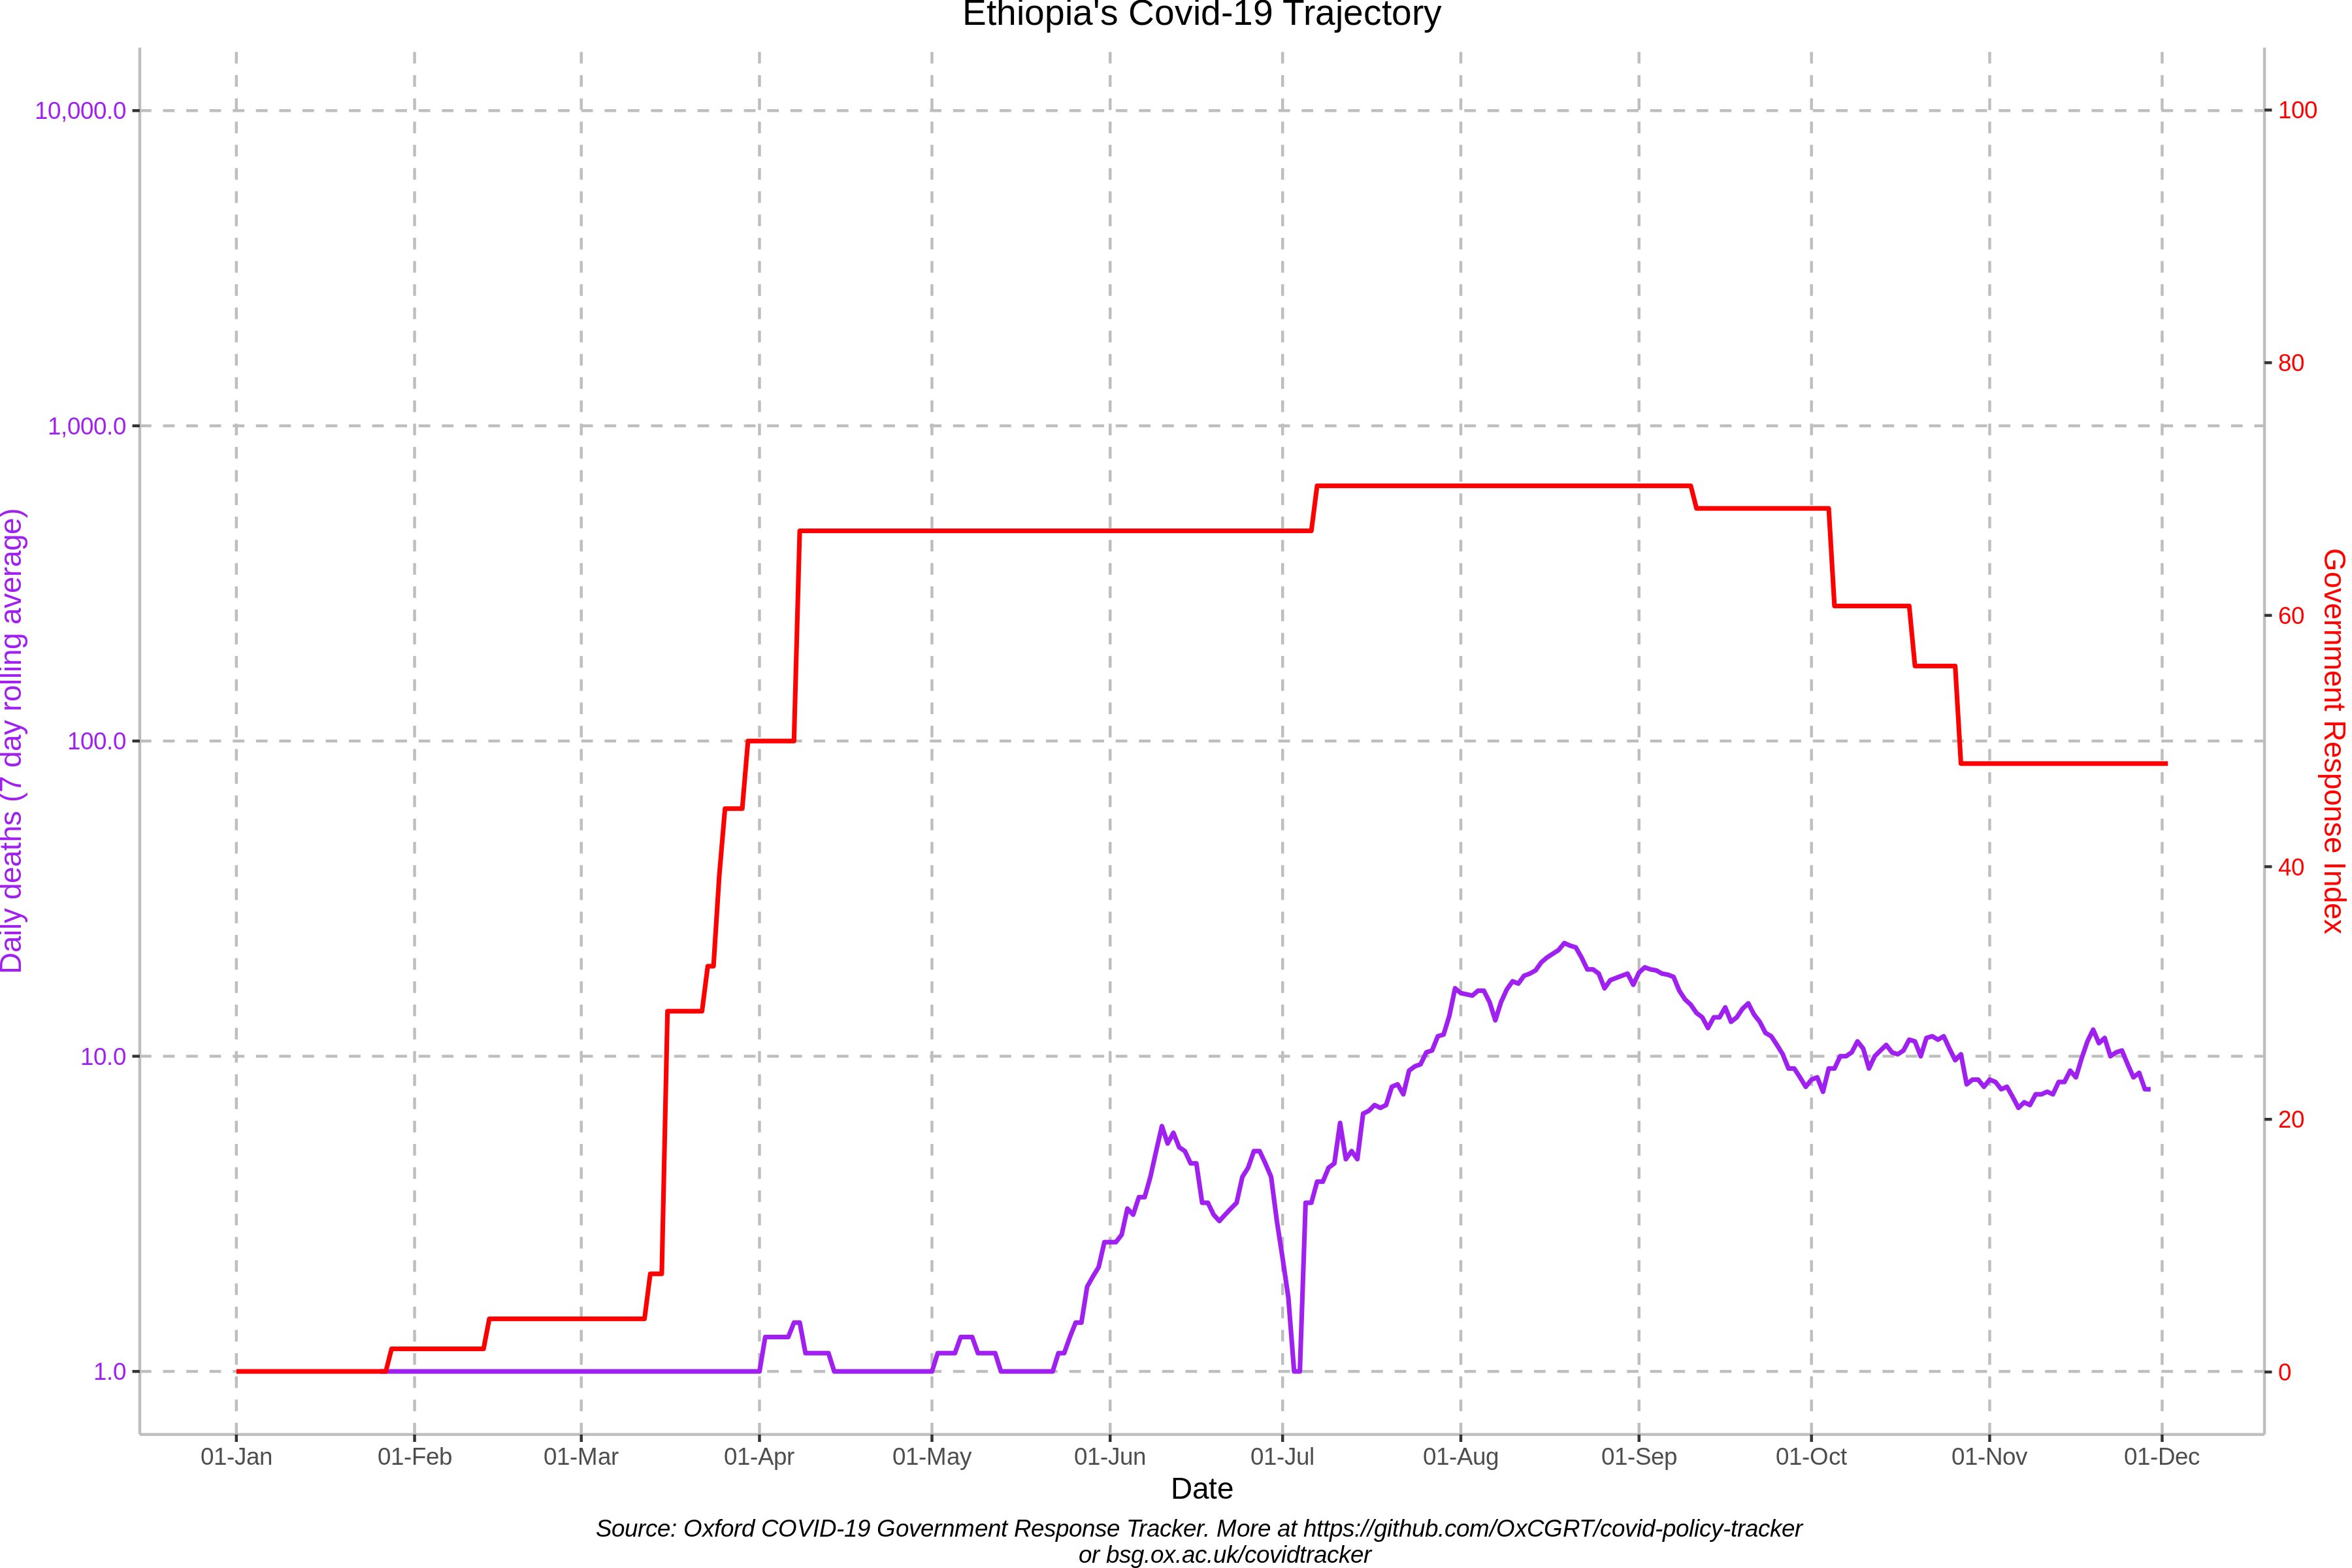 Ethiopia's Covid-19 Trajectory
10,000.0
1,000.0
100.0
10.0
1.0
Daily deaths (7 day rolling average)
100
80
60
40
20
0
Government Response Index
01-Jan 01-Feb 01-Mar 01-Apr 01-May 01-Jun 01-Jul 01-Aug 01-Sep 01-Oct 01-Nov 01-Dec
Date
Source: Oxford COVID-19 Government Response Tracker. More at https://github.com/OxCGRT/covid-policy-tracker
or bsg.ox.ac.uk/covidtracker